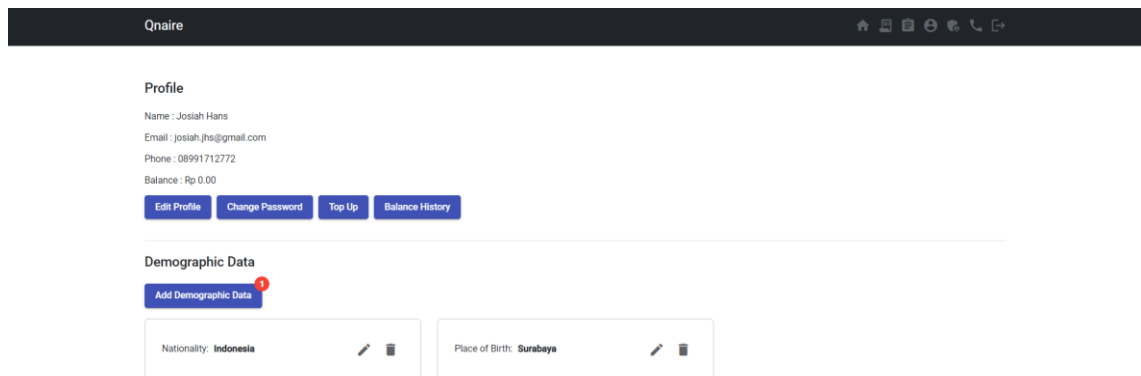 Qnaire
Profile
Name : Josiah Hans
Email : josiah.jhs@gmail.com
Phone : 08991712772
Balance : Rp 0.00
Edit Profile Change Password Top Up Balance History
Demographic Data
1
Add Demographic Data
Nationality: Indonesia Place of Birth: Surabaya